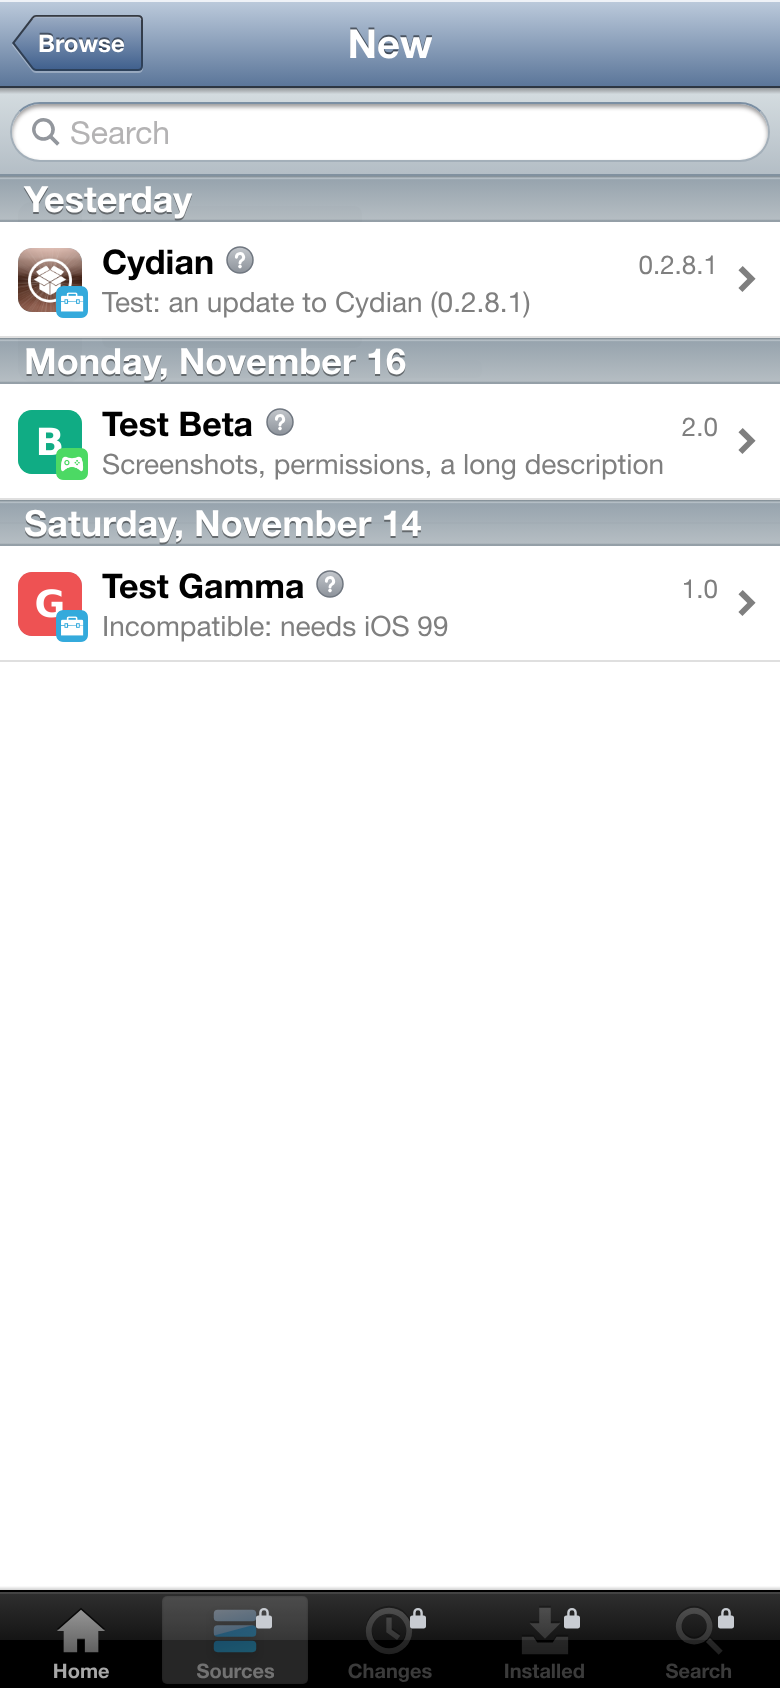 Browse
New
Search
Yesterday
Cydian ?
0.2.8.1
Test: an update to Cydian (0.2.8.1)
Monday, November 16
B
Test Beta ?
2.0
Screenshots, permissions, a long description
Saturday, November 14
G
Test Gamma ?
1.0
Incompatible: needs iOS 99
Home
Sources
Changes
Installed
Search